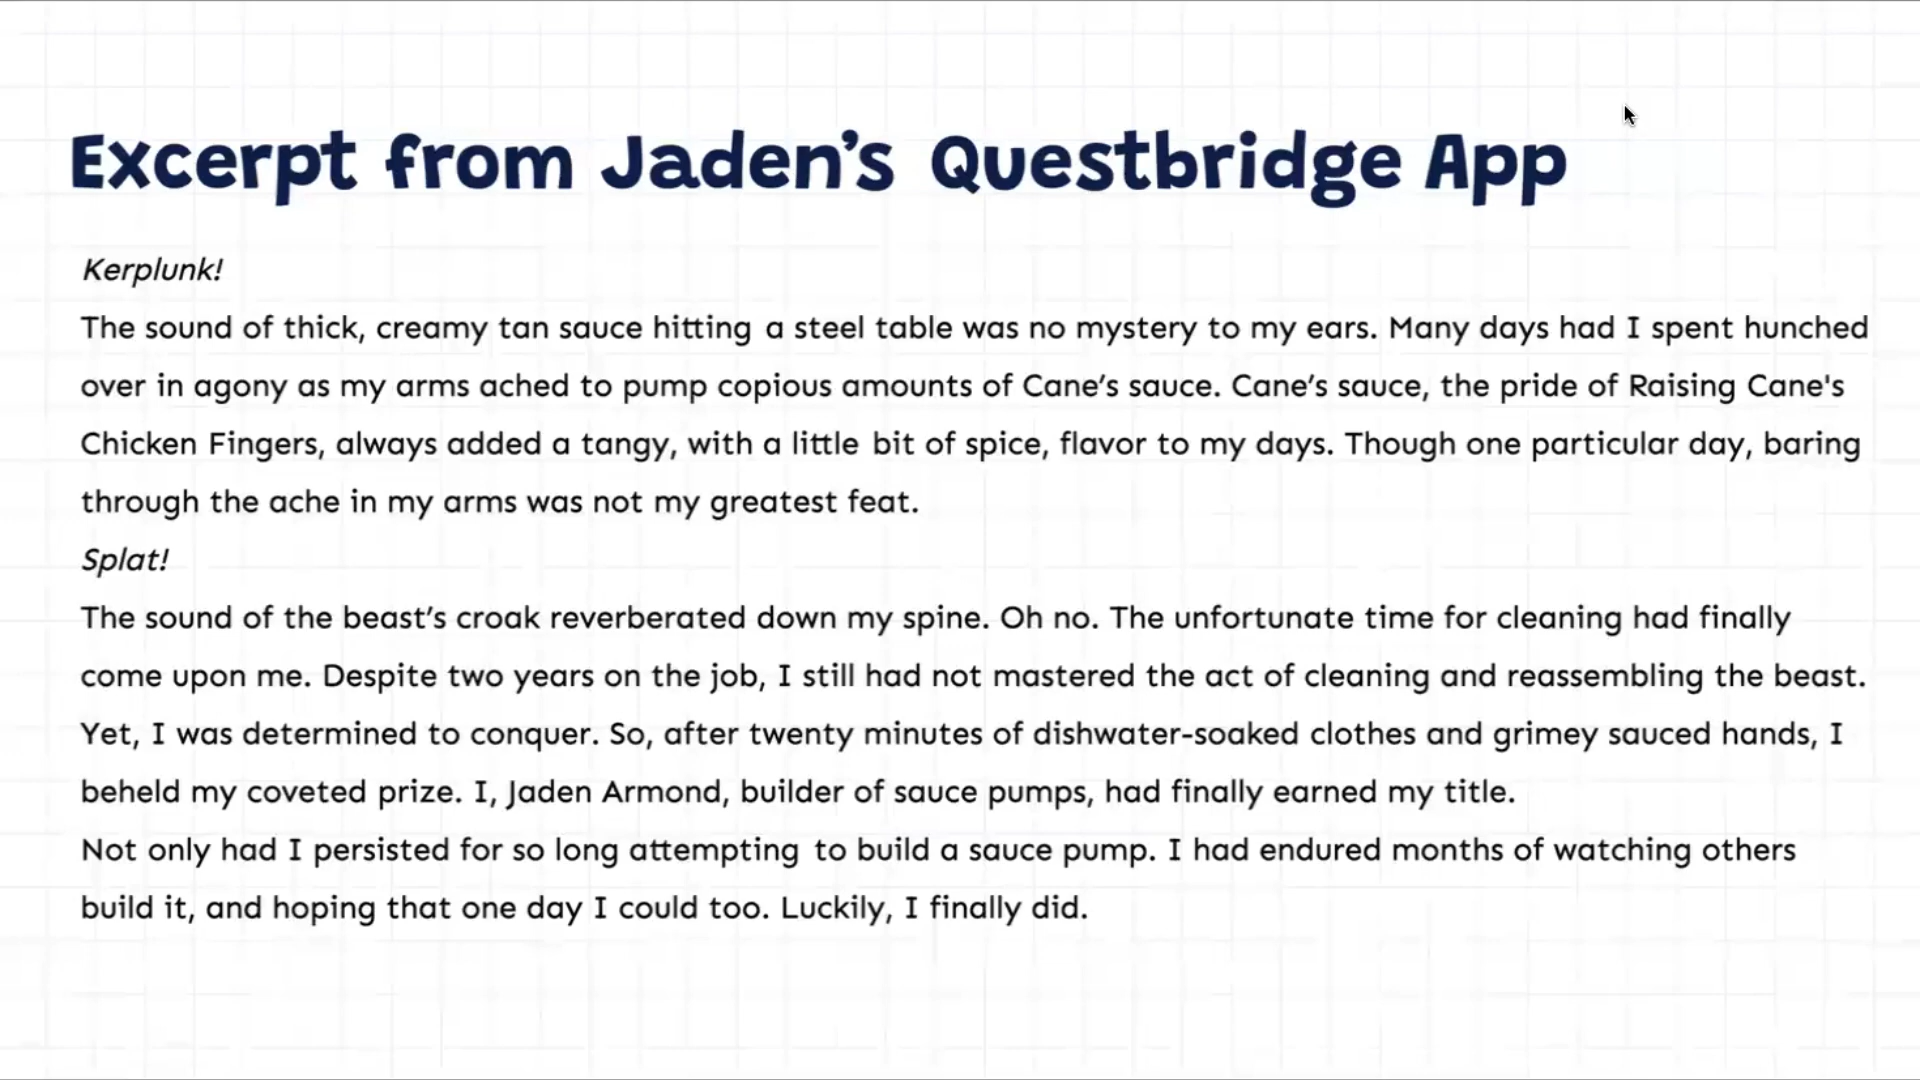 Excerpt from Jaden’s Questbridge App
Kerplunk!
The sound of thick, creamy tan sauce hitting a steel table was no mystery to my ears. Many days had I spent hunched
over in agony as my arms ached to pump copious amounts of Cane’s sauce. Cane’s sauce, the pride of Raising Cane's
Chicken Fingers, always added a tangy, with a little bit of spice, flavor to my days. Though one particular day, baring
through the ache in my arms was not my greatest feat.
Splat!
The sound of the beast’s croak reverberated down my spine. Oh no. The unfortunate time for cleaning had finally
come upon me. Despite two years on the job, I still had not mastered the act of cleaning and reassembling the beast.
Yet, I was determined to conquer. So, after twenty minutes of dishwater-soaked clothes and grimey sauced hands, I
beheld my coveted prize. I, Jaden Armond, builder of sauce pumps, had finally earned my title.
Not only had I persisted for so long attempting to build a sauce pump. I had endured months of watching others
build it, and hoping that one day I could too. Luckily, I finally did.